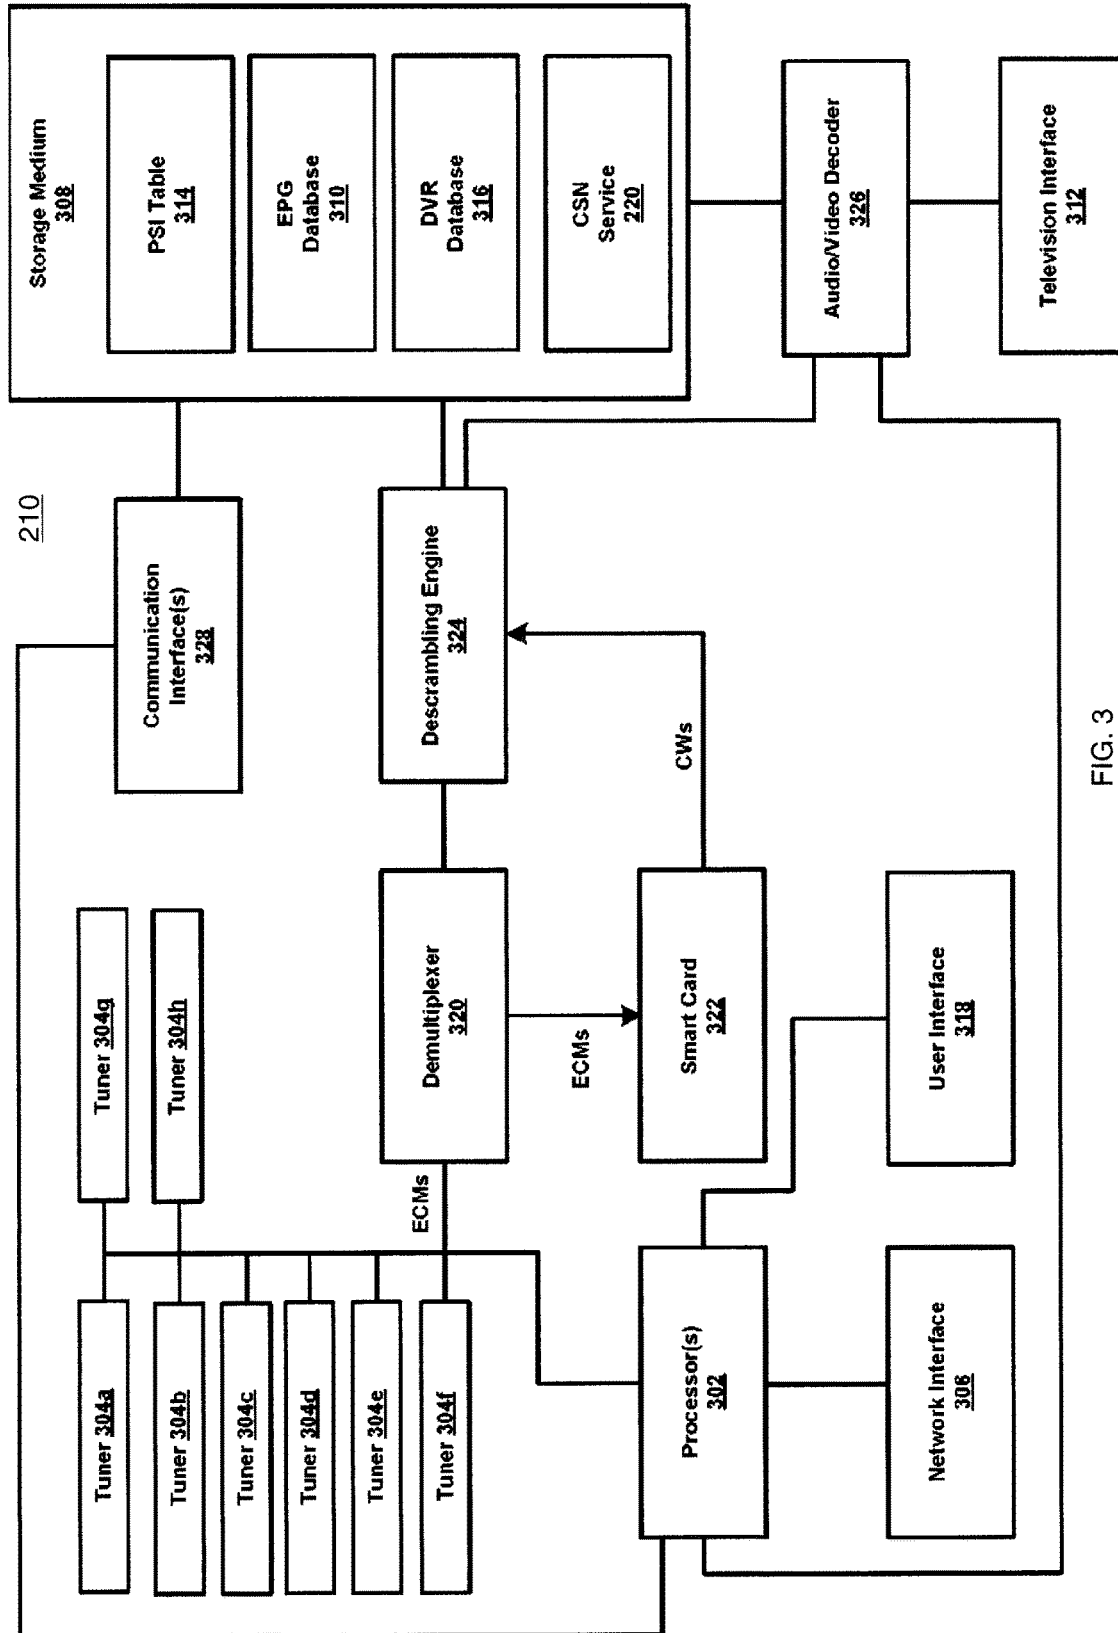 210
Tuner 304a
Tuner 304b
Tuner 304c
Tuner 304d
Tuner 304e
Tuner 304f
Tuner 304g
Tuner 304h
Communication
Interface(s)
328
Storage Medium
308
PSI Table
314
EPG
Database
310
DVR
Database
316
CSN
Service
220
ECMs
Demultiplexer
320
Descrambling Engine
324
ECMs
CWs
Processor(s)
302
Smart Card
322
Audio/Video Decoder
326
Network Interface
306
User Interface
318
Television Interface
312
FIG. 3